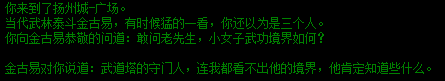 你来到了扬州城-广场。
当代武林泰斗金古易，有时候猛的一看，你还以为是三个人。
你向金古易恭敬的问道：敢问老先生，小女子武功境界如何？
金古易对你说道：武道塔的守门人，连我都看不出他的境界，他肯定知道些什么。